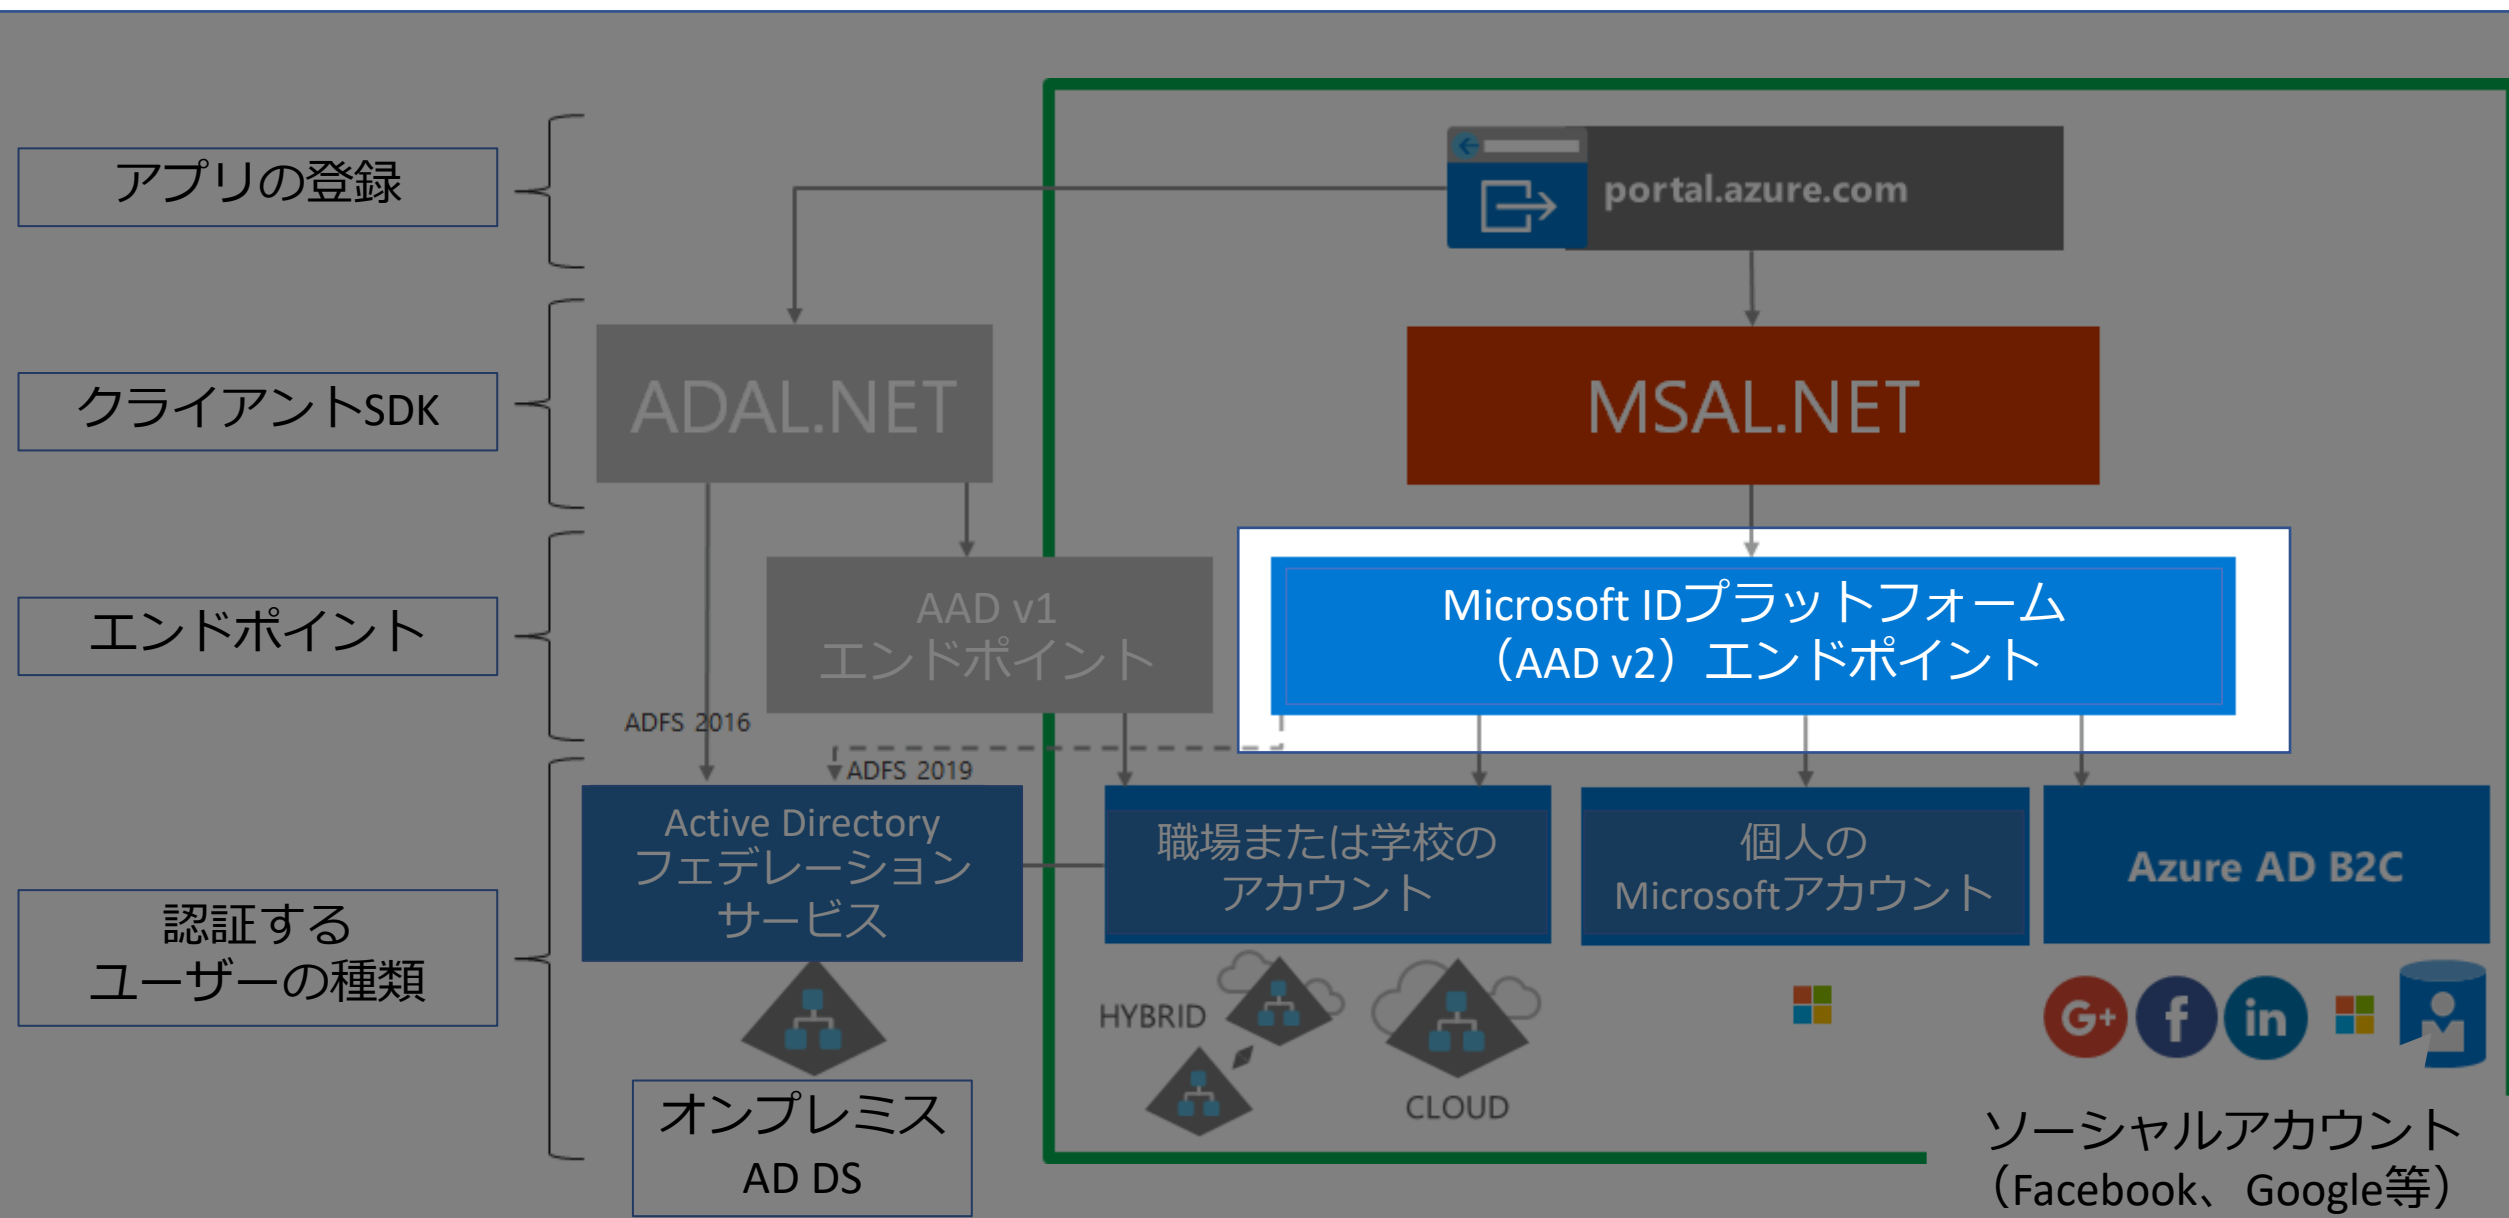 アプリの登録
portal.azure.com
クライアントSDK
ADAL.NET
MSAL.NET
エンドポイント
AAD v1
エンドポイント
Microsoft IDプラットフォーム
（AAD v2）エンドポイント
ADFS 2016
ADFS 2019
認証する
ユーザーの種類
Active Directory
フェデレーション
サービス
職場または学校の
アカウント
個人の
Microsoftアカウント
Azure AD B2C
HYBRID
CLOUD
G+
f
in
オンプレミス
AD DS
ソーシャルアカウント
（Facebook、Google等）